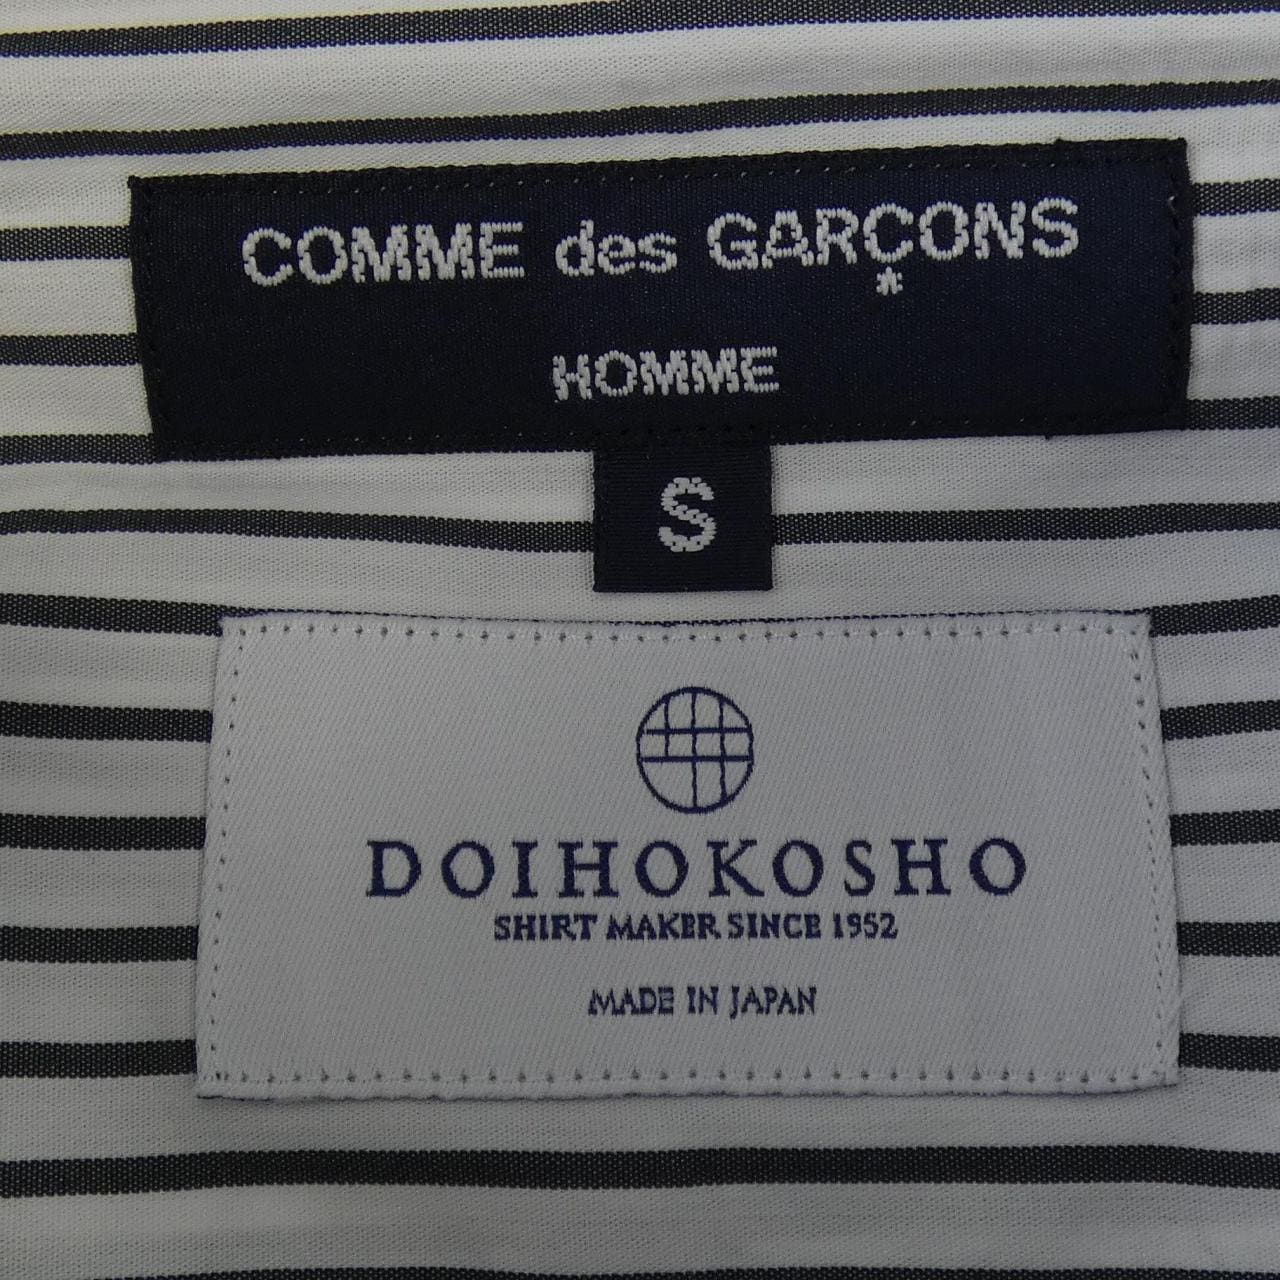 COMME des GARÇONS
HOMME
S
DOIHOKOSHO
SHIRT MAKER SINCE 1952
MADE IN JAPAN